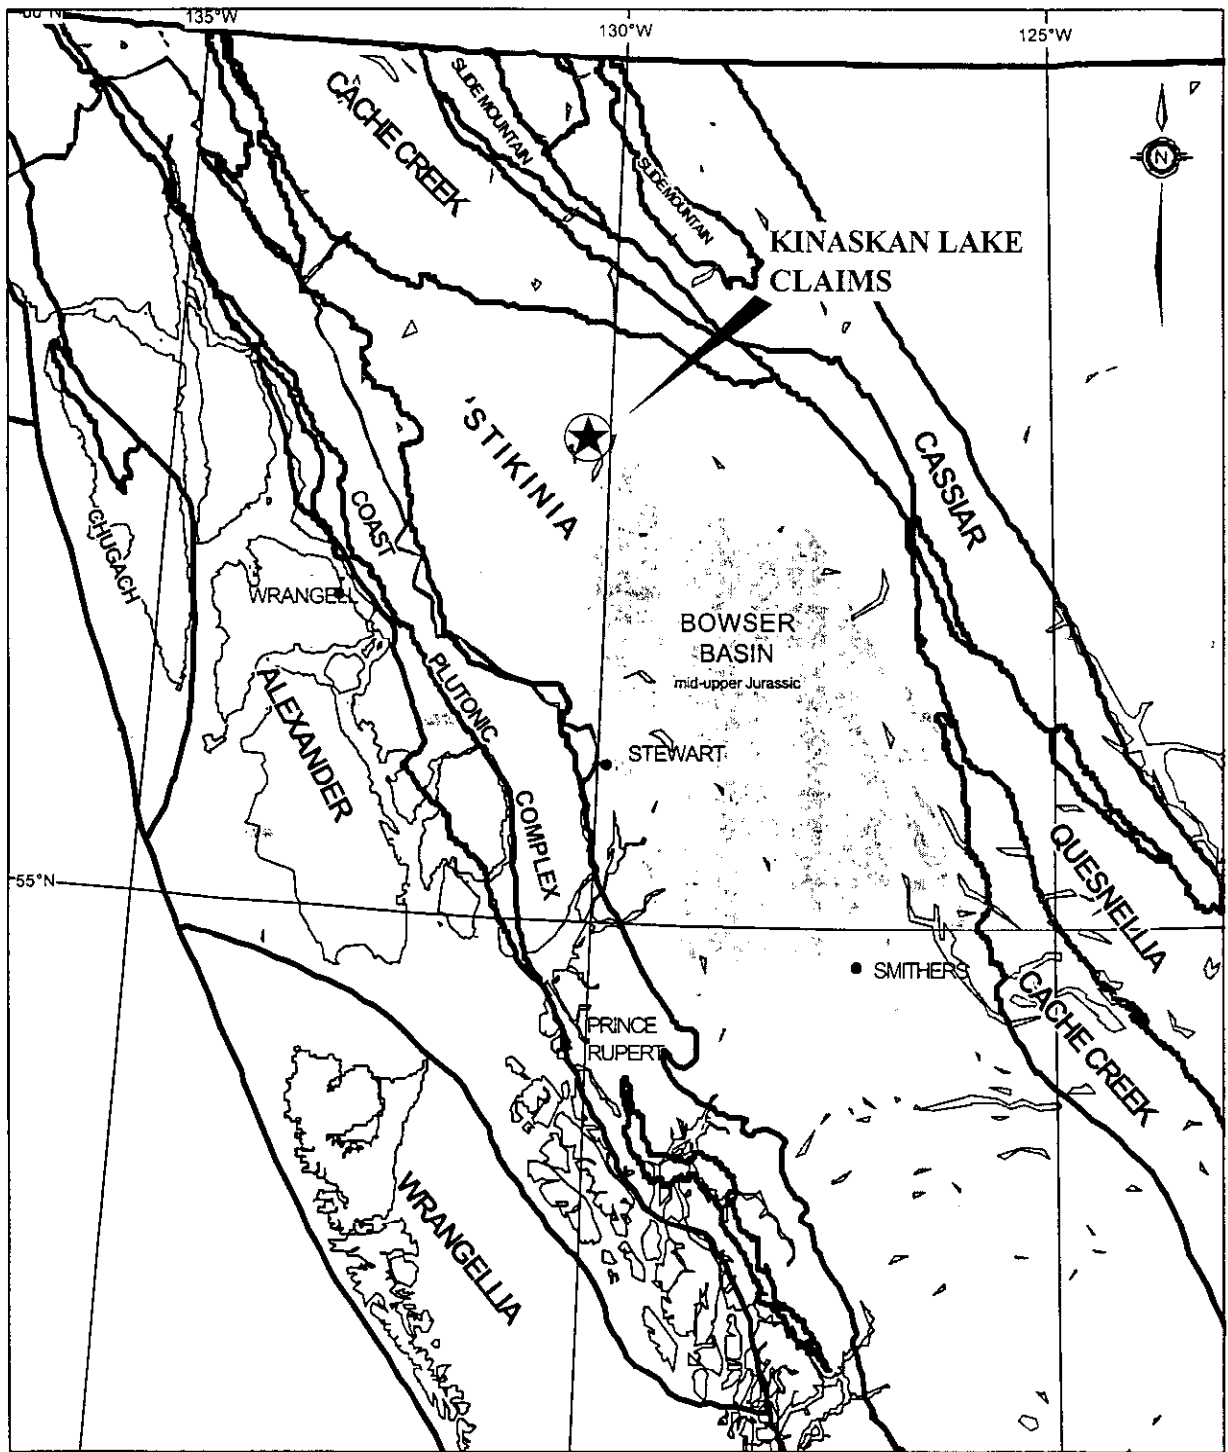 60°N
135°W
130°W
125°W
CACHE CREEK
SLIDE MOUNTAIN
SLIDE MOUNTAIN
N
KINASKAN LAKE
CLAIMS
STIKINIA
CASSIAR
COAST
CHUGACH
WRANGELL
BOWSER
BASIN
mid-upper Jurassic
PLUTONIC
ALEXANDER
STEWART
COMPLEX
QUESNELLIA
55°N
SMITHERS
CACHE CREEK
PRINCE
RUPERT
WRANGELLIA